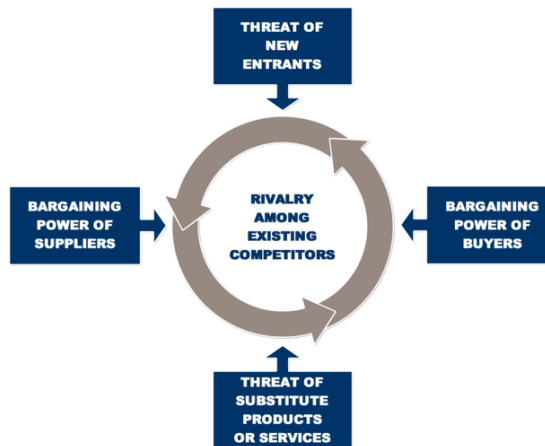 THREAT OF
NEW
ENTRANTS
BARGAINING
POWER OF
SUPPLIERS
RIVALRY
AMONG
EXISTING
COMPETITORS
BARGAINING
POWER OF
BUYERS
THREAT OF
SUBSTITUTE
PRODUCTS
OR SERVICES